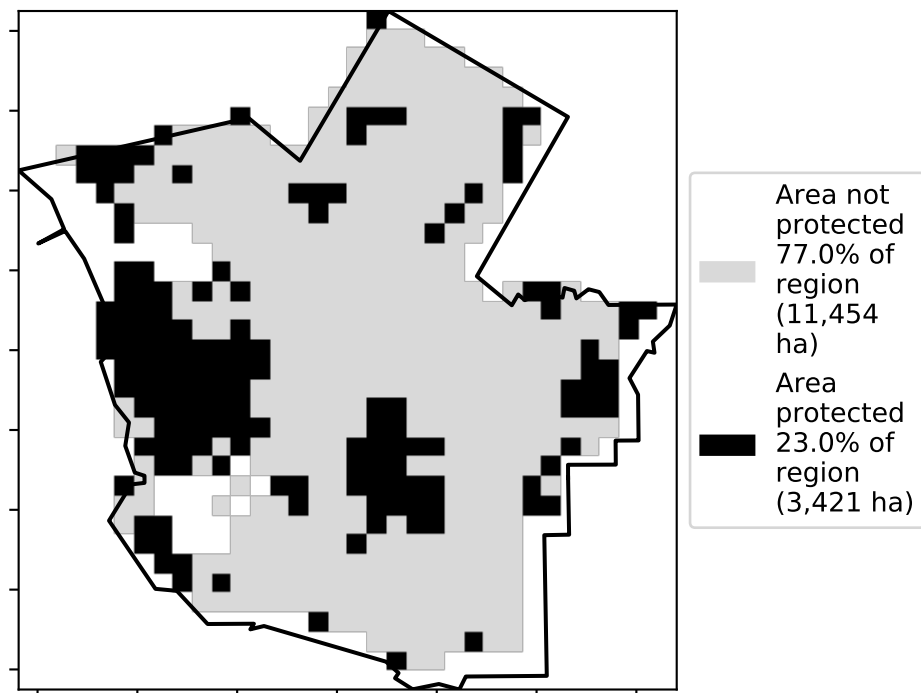 Area not
protected
77.0% of
region
(11,454
ha)
Area
protected
23.0% of
region
(3,421 ha)